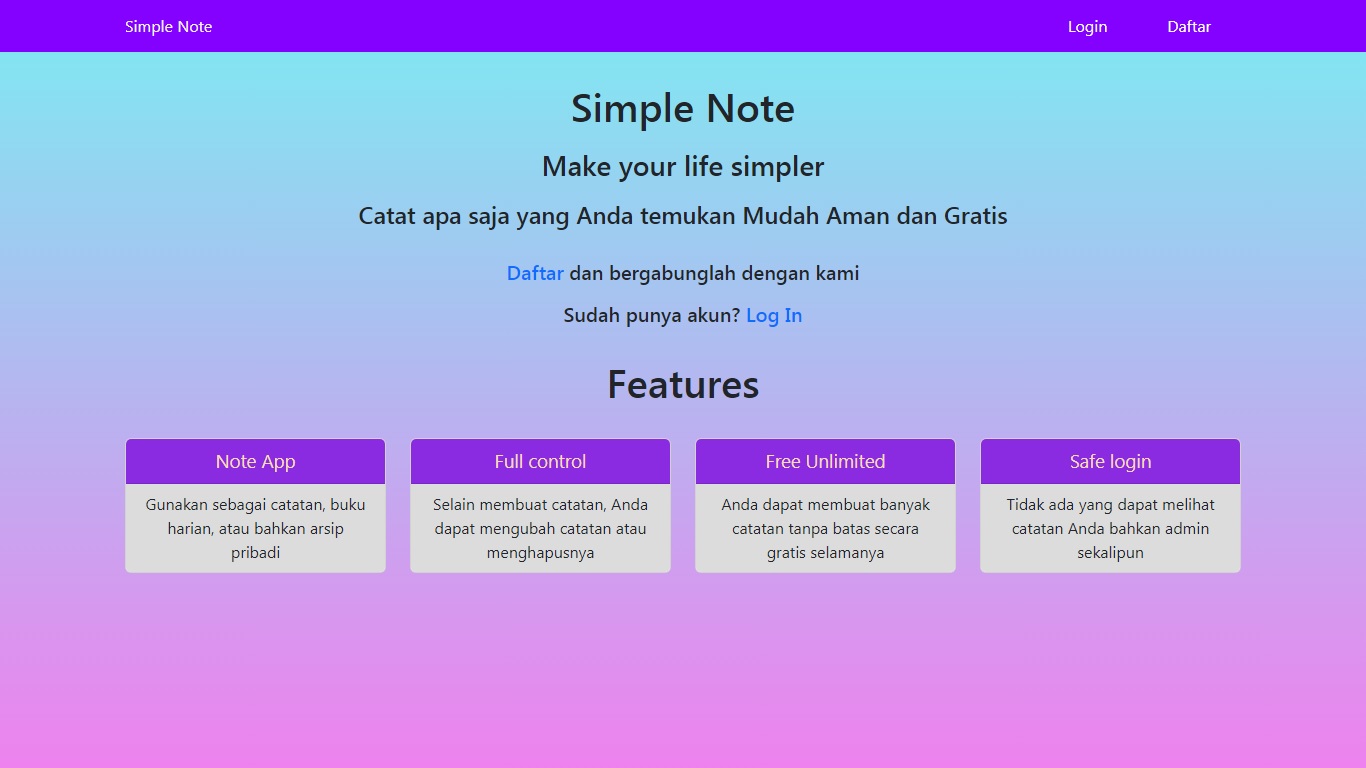 Simple Note
Login
Daftar
Simple Note
Make your life simpler
Catat apa saja yang Anda temukan Mudah Aman dan Gratis
Daftar dan bergabunglah dengan kami
Sudah punya akun? Log In
Features
Note App
Gunakan sebagai catatan, buku
harian, atau bahkan arsip
pribadi
Full control
Selain membuat catatan, Anda
dapat mengubah catatan atau
menghapusnya
Free Unlimited
Anda dapat membuat banyak
catatan tanpa batas secara
gratis selamanya
Safe login
Tidak ada yang dapat melihat
catatan Anda bahkan admin
sekalipun